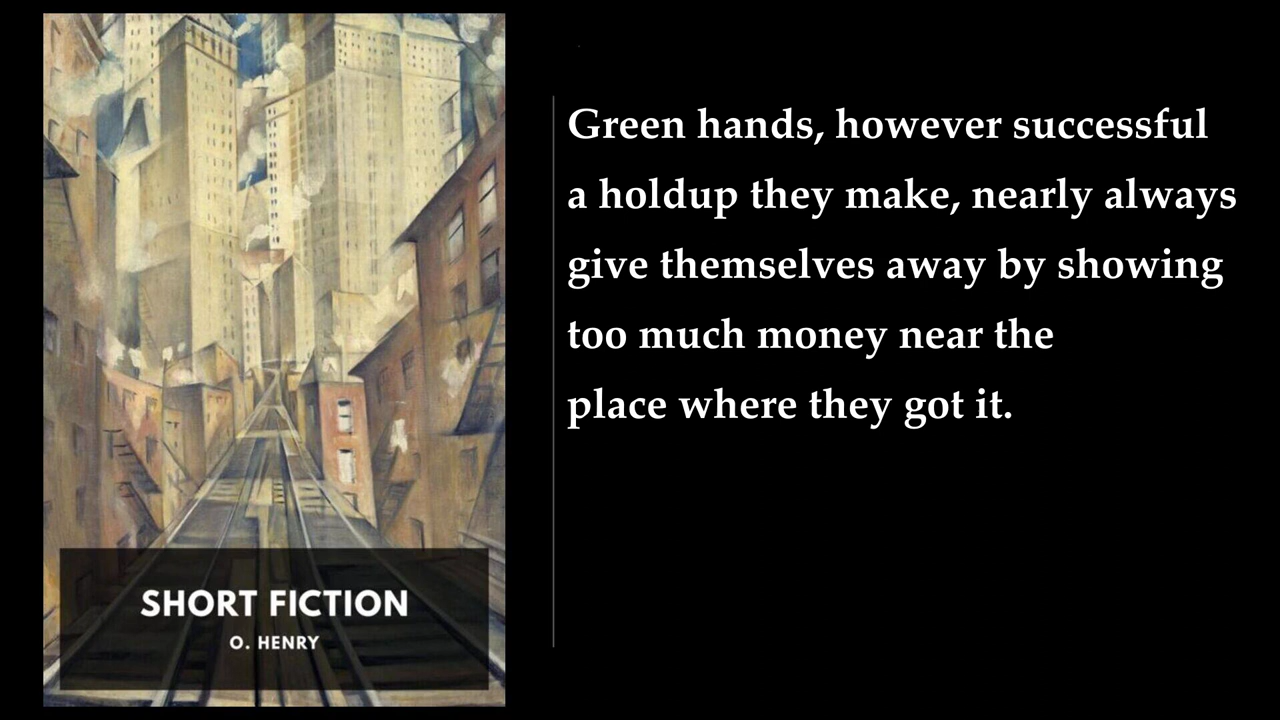 Green hands, however successful
a holdup they make, nearly always
give themselves away by showing
too much money near the
place where they got it.
SHORT FICTION
O. HENRY